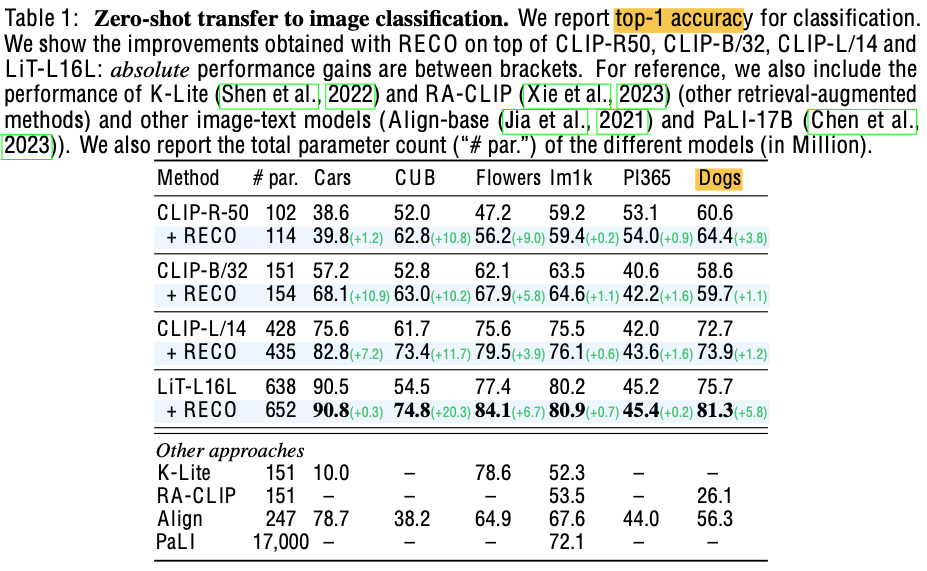 Table 1: Zero-shot transfer to image classification. We report top-1 accuracy for classification.
We show the improvements obtained with RECO on top of CLIP-R50, CLIP-B/32, CLIP-L/14 and
LiT-L16L: absolute performance gains are between brackets. For reference, we also include the
performance of K-Lite (Shen et al., 2022) and RA-CLIP (Xie et al., 2023) (other retrieval-augmented
methods) and other image-text models (Align-base (Jia et al., 2021) and PaLI-17B (Chen et al.,
2023)). We also report the total parameter count (“# par.”) of the different models (in Million).
Method # par. Cars CUB Flowers Im1k Pl365 Dogs
CLIP-R-50 102 38.6 52.0 47.2 59.2 53.1 60.6
+ RECO 114 39.8(+1.2) 62.8(+10.8) 56.2(+9.0) 59.4(+0.2) 54.0(+0.9) 64.4(+3.8)
CLIP-B/32 151 57.2 52.8 62.1 63.5 40.6 58.6
+ RECO 154 68.1(+10.9) 63.0(+10.2) 67.9(+5.8) 64.6(+1.1) 42.2(+1.6) 59.7(+1.1)
CLIP-L/14 428 75.6 61.7 75.6 75.5 42.0 72.7
+ RECO 435 82.8(+7.2) 73.4(+11.7) 79.5(+3.9) 76.1(+0.6) 43.6(+1.6) 73.9(+1.2)
LiT-L16L 638 90.5 54.5 77.4 80.2 45.2 75.7
+ RECO 652 90.8(+0.3) 74.8(+20.3) 84.1(+6.7) 80.9(+0.7) 45.4(+0.2) 81.3(+5.8)
Other approaches
K-Lite 151 10.0 – 78.6 52.3 – –
RA-CLIP 151 – – – 53.5 – 26.1
Align 247 78.7 38.2 64.9 67.6 44.0 56.3
PaLI 17,000 – – – 72.1 – –